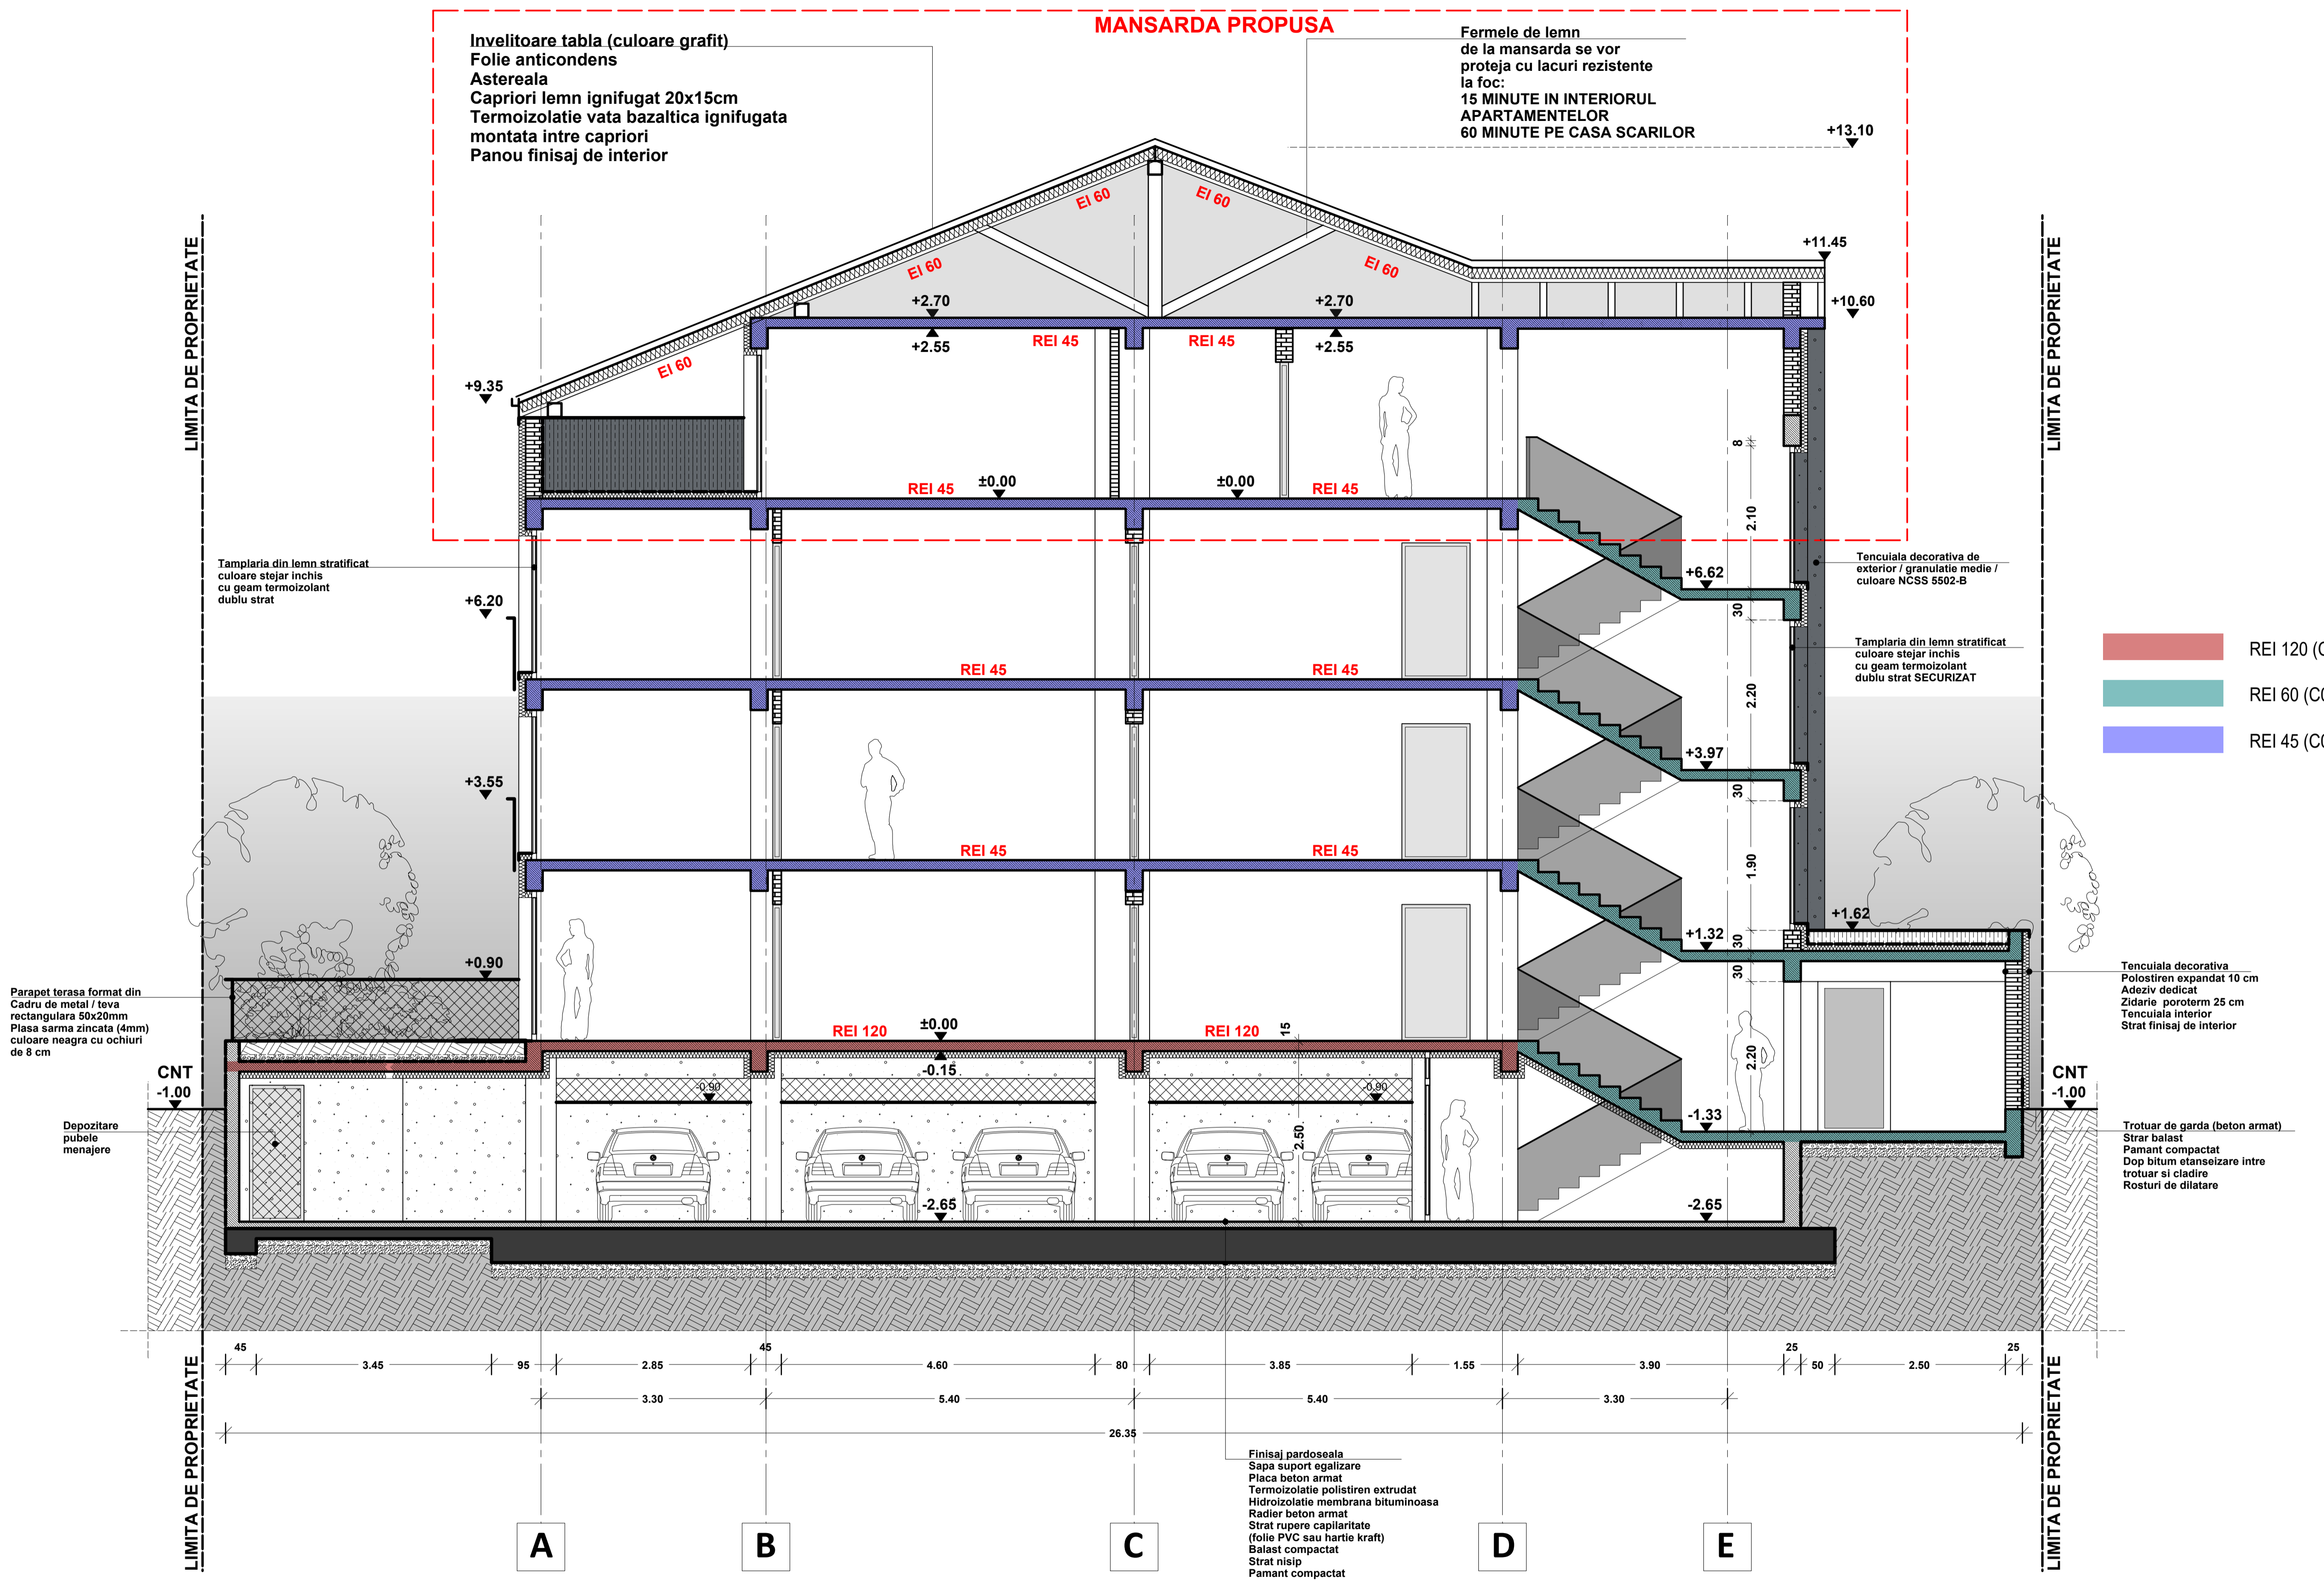 MANSARDA PROPUSA
Invelitoare tabla (culoare grafit)
Folie anticondens
Astereala
Capriori lemn ignifugat 20x15cm
Termoizolatie vata bazaltica ignifugata
montata intre capriori
Panou finisaj de interior
Fermele de lemn
de la mansarda se vor
proteja cu lacuri rezistente
la foc:
15 MINUTE IN INTERIORUL
APARTAMENTELOR
60 MINUTE PE CASA SCARILOR
+13.10
EI 60
EI 60
EI 60
EI 60
EI 60
+11.45
+10.60
+2.70
+2.70
+2.55
REI 45
REI 45
+2.55
+9.35
LIMITA DE PROPRIETATE
LIMITA DE PROPRIETATE
REI 45
±0.00
±0.00
REI 45
8
2.10
Tamplaria din lemn stratificat
culoare stejar inchis
cu geam termoizolant
dublu strat
Tencuiala decorativa de
exterior / granulatie medie /
culoare NCSS 5502-B
+6.20
+6.62
30
Tamplaria din lemn stratificat
culoare stejar inchis
cu geam termoizolant
dublu strat SECURIZAT
REI 45
REI 45
2.20
REI 120 (C
REI 60 (C0
REI 45 (C0
+3.55
+3.97
30
REI 45
REI 45
1.90
+1.62
+0.90
+1.32
30
30
Parapet terasa format din
Cadru de metal / teva
rectangulara 50x20mm
Plasa sarma zincata (4mm)
culoare neagra cu ochiuri
de 8 cm
Tencuiala decorativa
Polostiren expandat 10 cm
Adeziv dedicat
Zidarie poroterm 25 cm
Tencuiala interior
Strat finisaj de interior
REI 120
±0.00
REI 120
15
2.20
-0.15
-0.90
-0.90
CNT
-1.00
CNT
-1.00
-1.33
2.50
Depozitare
pubele
menajere
Trotuar de garda (beton armat)
Strar balast
Pamant compactat
Dop bitum etanseizare intre
trotuar si cladire
Rosturi de dilatare
-2.65
-2.65
45
3.45
95
2.85
45
4.60
80
3.85
1.55
3.90
25
50
2.50
25
3.30
5.40
5.40
3.30
26.35
LIMITA DE PROPRIETATE
LIMITA DE PROPRIETATE
Finisaj pardoseala
Sapa suport egalizare
Placa beton armat
Termoizolatie polistiren extrudat
Hidroizolatie membrana bituminoasa
Radier beton armat
Strat rupere capilaritate
(folie PVC sau hartie kraft)
Balast compactat
Strat nisip
Pamant compactat
A
B
C
D
E